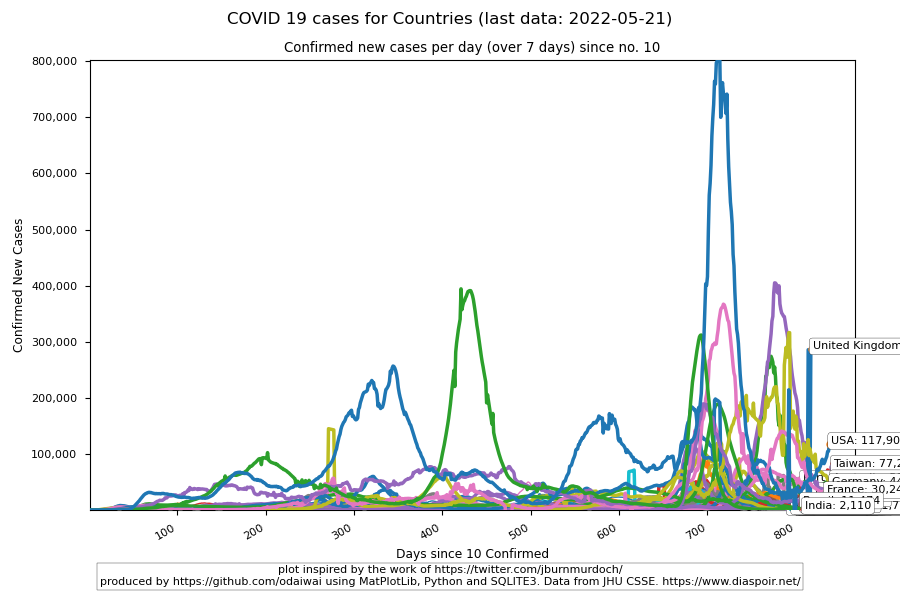 COVID 19 cases for Countries (last data: 2022-05-21)
Confirmed new cases per day (over 7 days) since no. 10
800,000
700,000
600,000
500,000
400,000
300,000
200,000
100,000
Confirmed New Cases
United Kingdom
USA: 117,90
Taiwan: 77,2
France: 30,24
India: 2,110
100
200
300
400
500
600
700
800
Days since 10 Confirmed
plot inspired by the work of https://twitter.com/jburnmurdoch/
produced by https://github.com/odaiwai using MatPlotLib, Python and SQLITE3. Data from JHU CSSE. https://www.diaspoir.net/